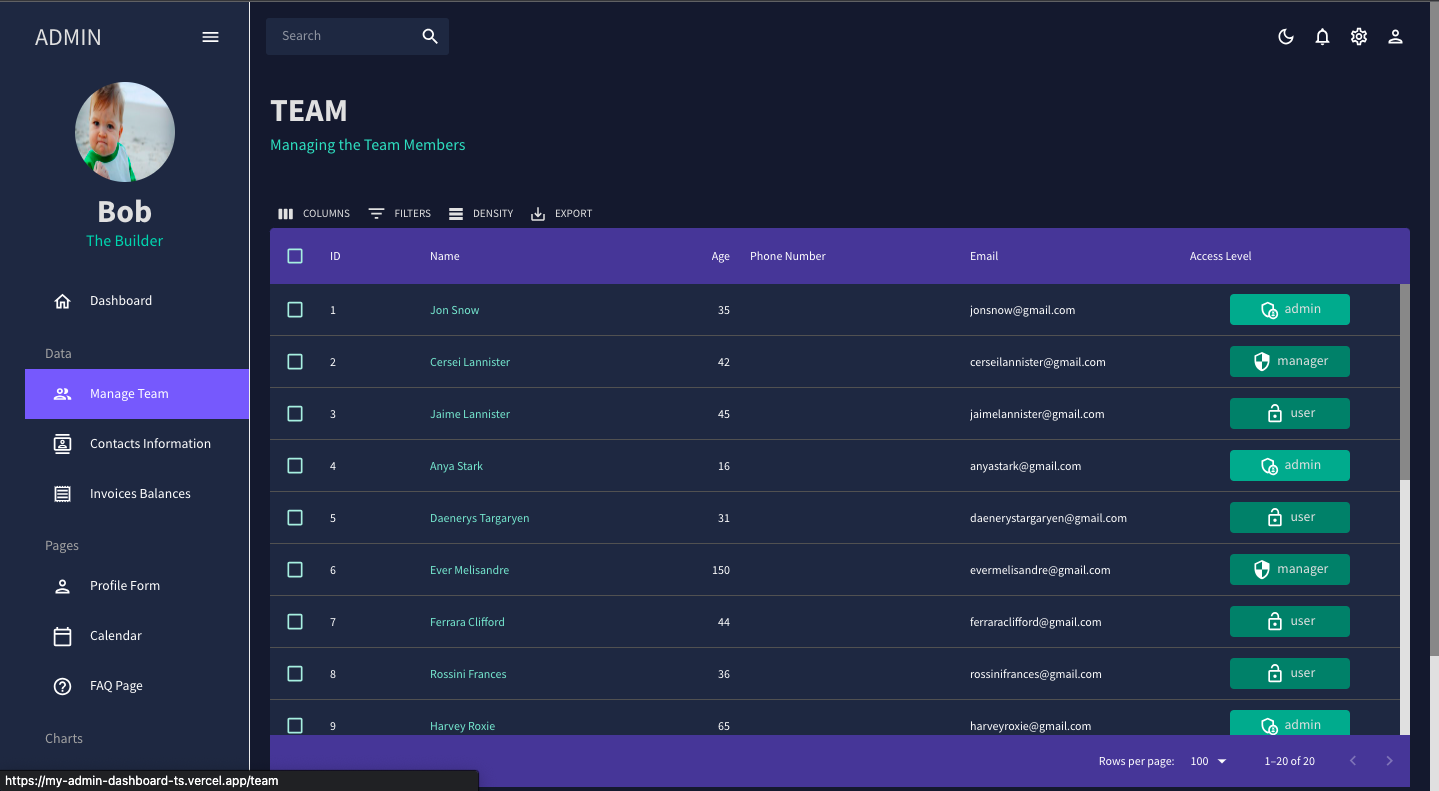 ADMIN
Search
Bob
The Builder
Dashboard
Data
Manage Team
Contacts Information
Invoices Balances
Pages
Profile Form
Calendar
FAQ Page
Charts
https://my-admin-dashboard-ts.vercel.app/team
TEAM
Managing the Team Members
COLUMNS FILTERS DENSITY EXPORT
ID Name Age Phone Number Email Access Level
1 Jon Snow 35 jonsnow@gmail.com admin
2 Cersei Lannister 42 cerseilannister@gmail.com manager
3 Jaime Lannister 45 jaimelannister@gmail.com user
4 Anya Stark 16 anyastark@gmail.com admin
5 Daenerys Targaryen 31 daenerystargaryen@gmail.com user
6 Ever Melisandre 150 evermelisandre@gmail.com manager
7 Ferrara Clifford 44 ferraraclifford@gmail.com user
8 Rossini Frances 36 rossinifrances@gmail.com user
9 Harvey Roxie 65 harveyroxie@gmail.com admin
Rows per page: 100 1–20 of 20